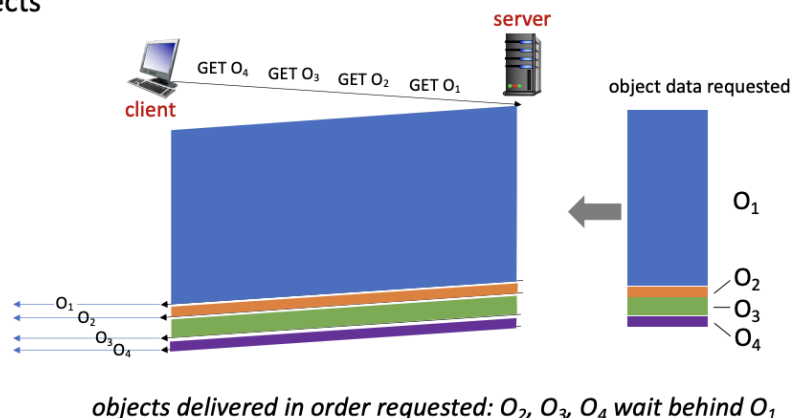 ects
server
client
GET O₄ GET O₃ GET O₂ GET O₁
object data requested
O₁
O₂
O₃
O₄
O₁
O₂
O₃
O₄
objects delivered in order requested: O₂, O₃, O₄ wait behind O₁